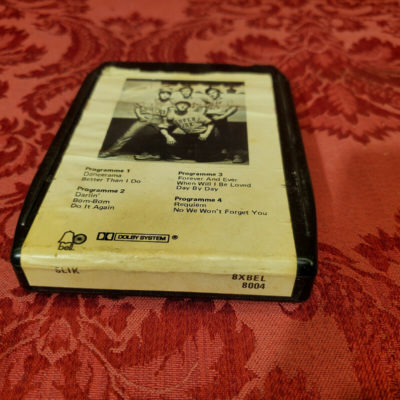 Programme 1
Dancerama
Better Than I Do
Programme 2
Darlin'
Bom-Bom
Do It Again
Programme 3
Forever And Ever
When Will I Be Loved
Day By Day
Programme 4
Requiem
No We Won't Forget You
bell
DOLBY SYSTEM ®
SLIK
8XBEL
8004